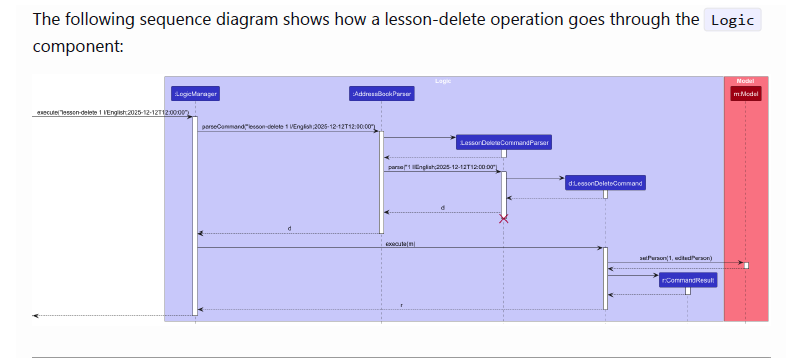 The following sequence diagram shows how a lesson-delete operation goes through the Logic
component:
Logic
Model
:LogicManager
:AddressBookParser
m:Model
execute("lesson-delete 1 l/English;2025-12-12T12:00:00")
parseCommand("lesson-delete 1 l/English;2025-12-12T12:00:00")
:LessonDeleteCommandParser
parse("1 l/English;2025-12-12T12:00:00")
d:LessonDeleteCommand
d
d
execute(m)
setPerson(1, editedPerson)
r:CommandResult
r